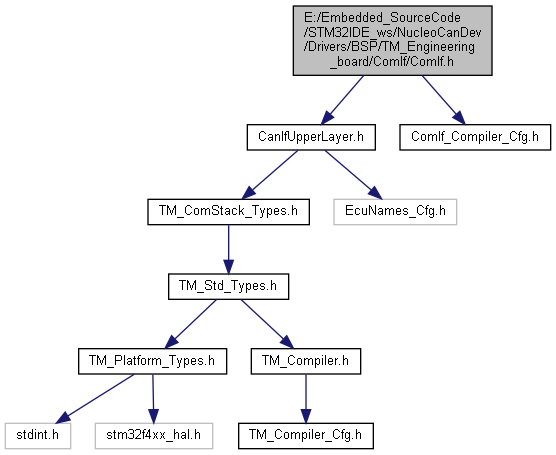 E:/Embedded_SourceCode
/STM32IDE_ws/NucleoCanDev
/Drivers/BSP/TM_Engineering
_board/ComIf/ComIf.h
CanIfUpperLayer.h
ComIf_Compiler_Cfg.h
TM_ComStack_Types.h
EcuNames_Cfg.h
TM_Std_Types.h
TM_Platform_Types.h
TM_Compiler.h
stdint.h
stm32f4xx_hal.h
TM_Compiler_Cfg.h